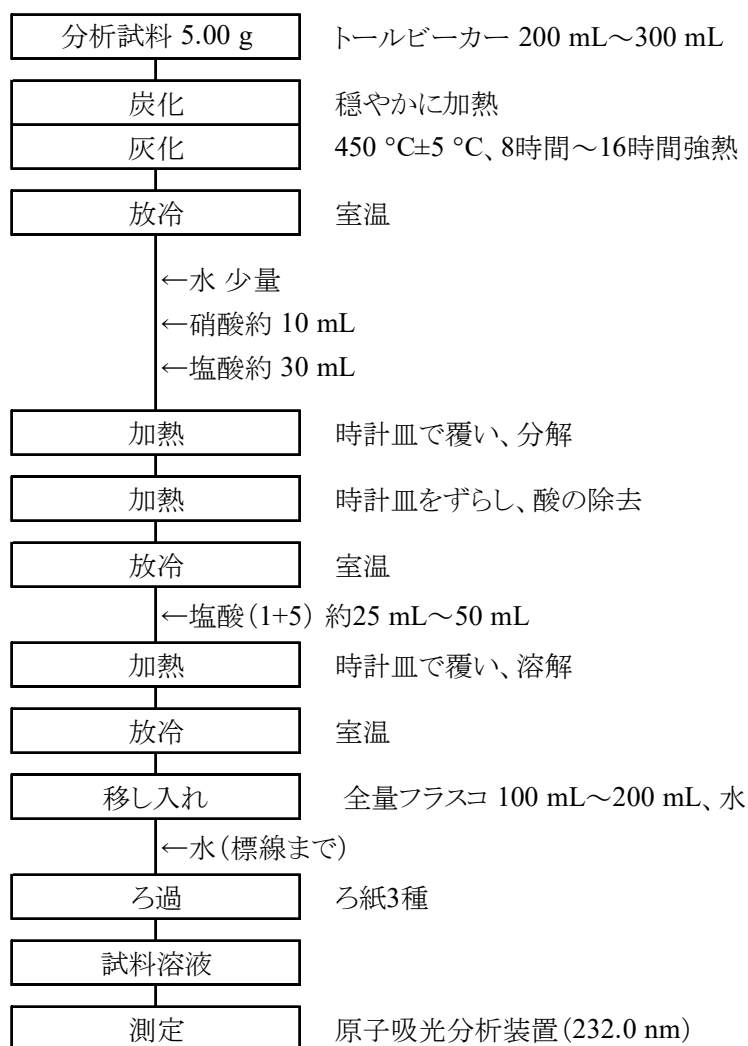 分析試料 5.00 g トールビーカー 200 mL～300 mL
炭化 穏やかに加熱
灰化 450 °C±5 °C、8時間～16時間強熱
放冷 室温
←水 少量
←硝酸約 10 mL
←塩酸約 30 mL
加熱 時計皿で覆い、分解
加熱 時計皿をずらし、酸の除去
放冷 室温
←塩酸（1+5） 約25 mL～50 mL
加熱 時計皿で覆い、溶解
放冷 室温
移し入れ 全量フラスコ 100 mL～200 mL、水
←水（標線まで）
ろ過 ろ紙3種
試料溶液
測定 原子吸光分析装置（232.0 nm）